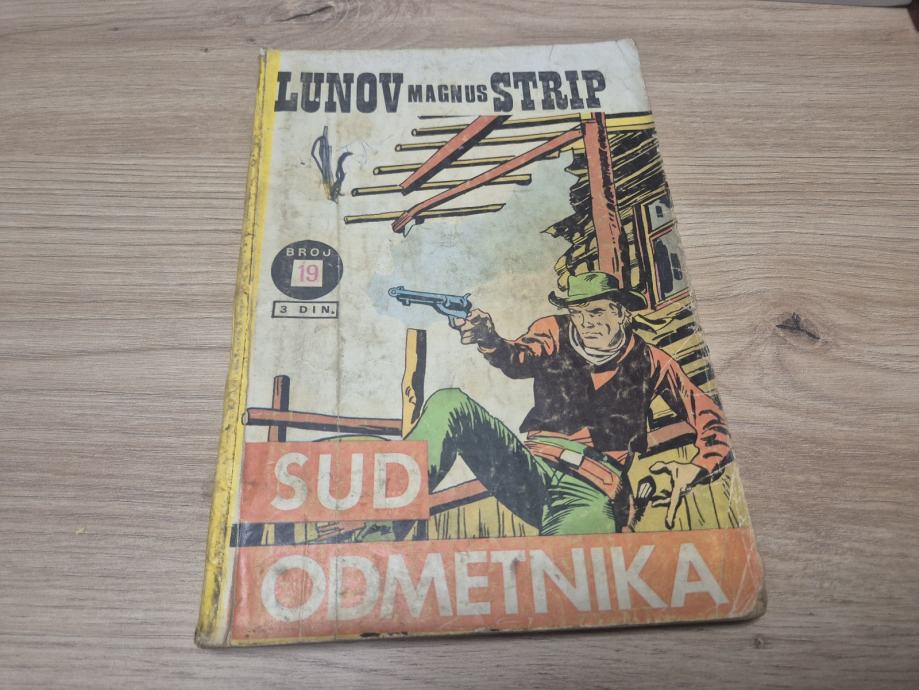 LUNOV MAGNUS STRIP
BROJ
19
3 DIN.
SUD
ODMETNIKA